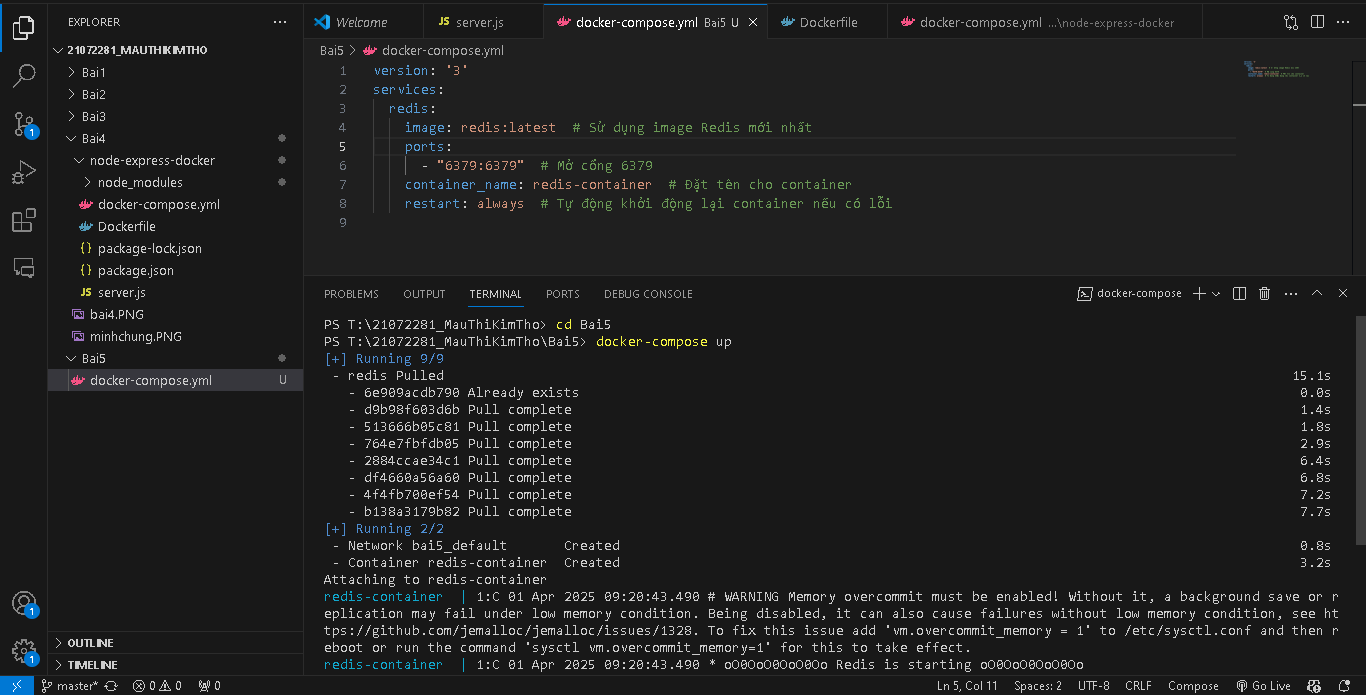 EXPLORER
21072281_MAUTHIKIMTHO
Bai1
Bai2
Bai3
Bai4
node-express-docker
node_modules
docker-compose.yml
Dockerfile
{} package-lock.json
{} package.json
JS server.js
bai4.PNG
minhchung.PNG
Bai5
docker-compose.yml U
OUTLINE
TIMELINE
1
1
1
Welcome
JS server.js
docker-compose.yml Bai5 U
Dockerfile
docker-compose.yml ...\node-express-docker
Bai5 > docker-compose.yml
1 version: '3'
2 services:
3 redis:
4 image: redis:latest # Sử dụng image Redis mới nhất
5 ports:
6 - "6379:6379" # Mở cổng 6379
7 container_name: redis-container # Đặt tên cho container
8 restart: always # Tự động khởi động lại container nếu có lỗi
9
PROBLEMS OUTPUT TERMINAL PORTS DEBUG CONSOLE
docker-compose
PS T:\21072281_MauThiKimTho> cd Bai5
PS T:\21072281_MauThiKimTho\Bai5> docker-compose up
[+] Running 9/9
- redis Pulled 15.1s
- 6e909acdb790 Already exists 0.0s
- d9b98f603d6b Pull complete 1.4s
- 513666b05c81 Pull complete 1.8s
- 764e7fbfdb05 Pull complete 2.9s
- 2884ccae34c1 Pull complete 6.4s
- df4660a56a60 Pull complete 6.8s
- 4f4fb700ef54 Pull complete 7.2s
- b138a3179b82 Pull complete 7.7s
[+] Running 2/2
- Network bai5_default Created 0.8s
- Container redis-container Created 3.2s
Attaching to redis-container
redis-container | 1:C 01 Apr 2025 09:20:43.490 # WARNING Memory overcommit must be enabled! Without it, a background save or r
eplication may fail under low memory condition. Being disabled, it can also cause failures without low memory condition, see ht
tps://github.com/jemalloc/jemalloc/issues/1328. To fix this issue add 'vm.overcommit_memory = 1' to /etc/sysctl.conf and then r
eboot or run the command 'sysctl vm.overcommit_memory=1' for this to take effect.
redis-container | 1:C 01 Apr 2025 09:20:43.490 * oO0OoO0OoO0Oo Redis is starting oO0OoO0OoO0Oo
master* 0 0 0 Ln 5, Col 11 Spaces: 2 UTF-8 CRLF Compose Go Live